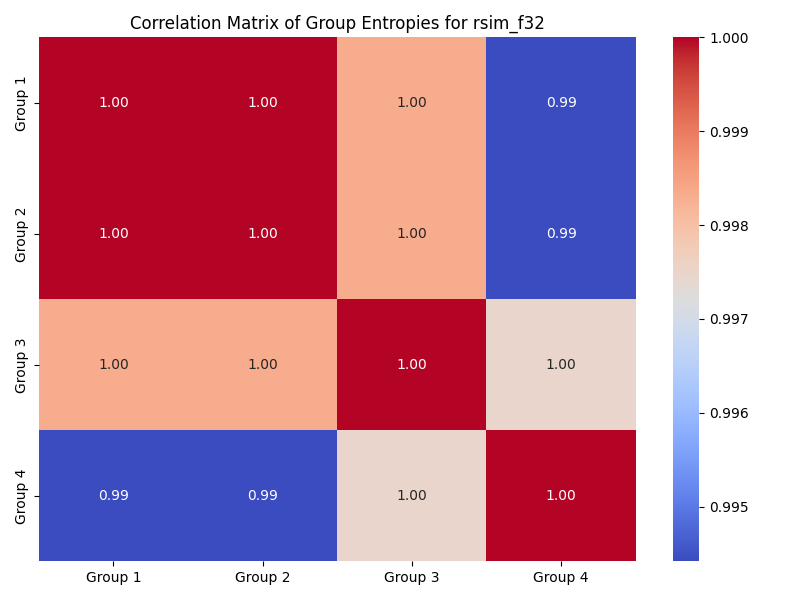 Correlation Matrix of Group Entropies for rsim_f32
Group 1
1.00 1.00 1.00 0.99
Group 2
1.00 1.00 1.00 0.99
Group 3
1.00 1.00 1.00 1.00
Group 4
0.99 0.99 1.00 1.00
Group 1 Group 2 Group 3 Group 4
1.000
0.999
0.998
0.997
0.996
0.995